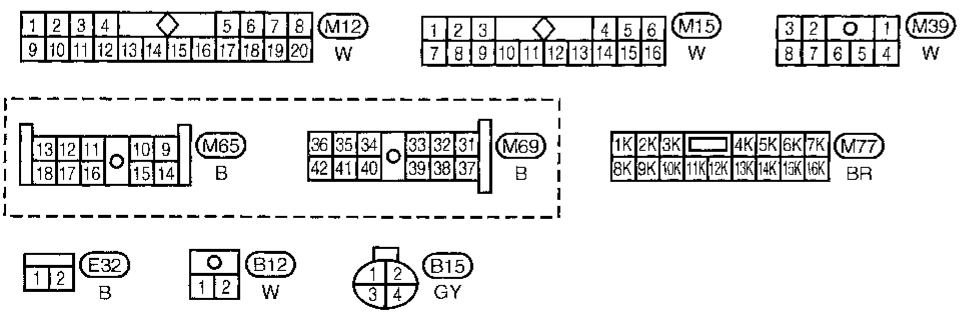 1 2 3 4 5 6 7 8 M12
9 10 11 12 13 14 15 16 17 18 19 20 W
1 2 3 4 5 6 M15
7 8 9 10 11 12 13 14 15 16 W
3 2 1 M39
8 7 6 5 4 W
13 12 11 10 9 M65
18 17 16 15 14 B
36 35 34 33 32 31 M69
42 41 40 39 38 37 B
1K 2K 3K 4K 5K 6K 7K M77
8K 9K 10K 11K 12K 13K 14K 15K 16K BR
E32
1 2 B
B12
1 2 W
1 2 B15
3 4 GY